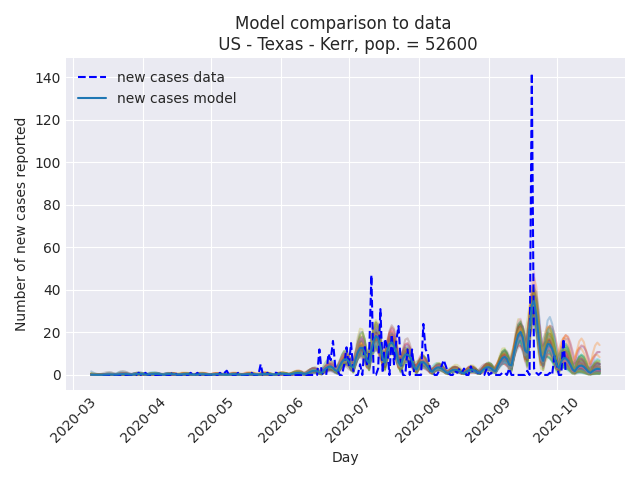 Model comparison to data
US - Texas - Kerr, pop. = 52600
new cases data
new cases model
Number of new cases reported
140
120
100
80
60
40
20
0
2020-03
2020-04
2020-05
2020-06
2020-07
2020-08
2020-09
2020-10
Day